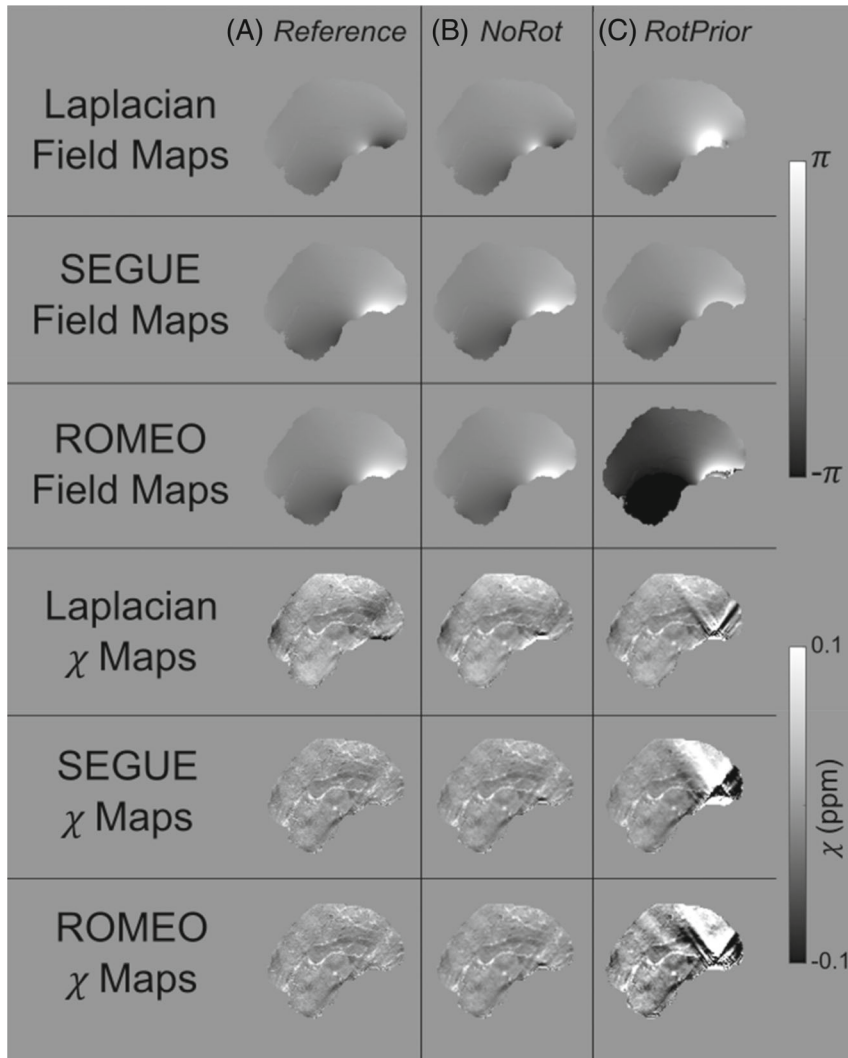 (A) Reference (B) NoRot (C) RotPrior
Laplacian
Field Maps
π
SEGUE
Field Maps
ROMEO
Field Maps
-π
Laplacian
χ Maps
0.1
SEGUE
χ Maps
χ (ppm)
ROMEO
χ Maps
-0.1